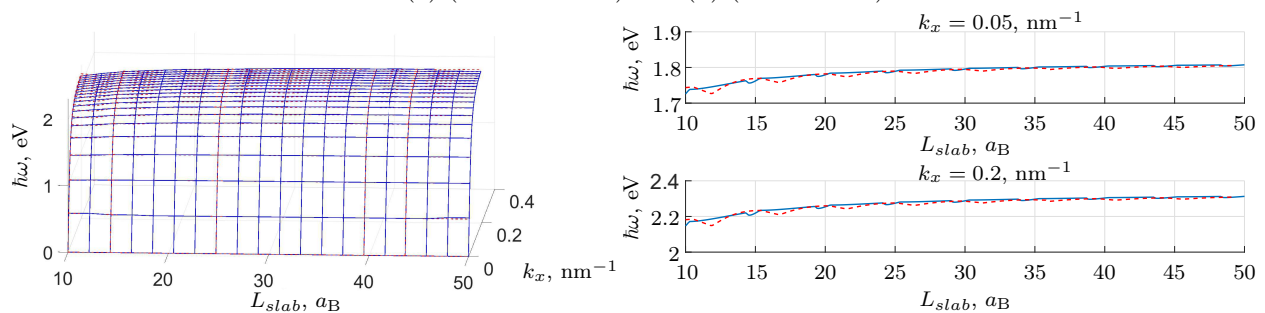 ħω, eV
2
1
0
10
20
30
40
50
L_slab, a_B
0
0.2
0.4
k_x, nm⁻¹
k_x = 0.05, nm⁻¹
ħω, eV
1.9
1.8
1.7
10 15 20 25 30 35 40 45 50
L_slab, a_B
k_x = 0.2, nm⁻¹
ħω, eV
2.4
2.2
2
10 15 20 25 30 35 40 45 50
L_slab, a_B